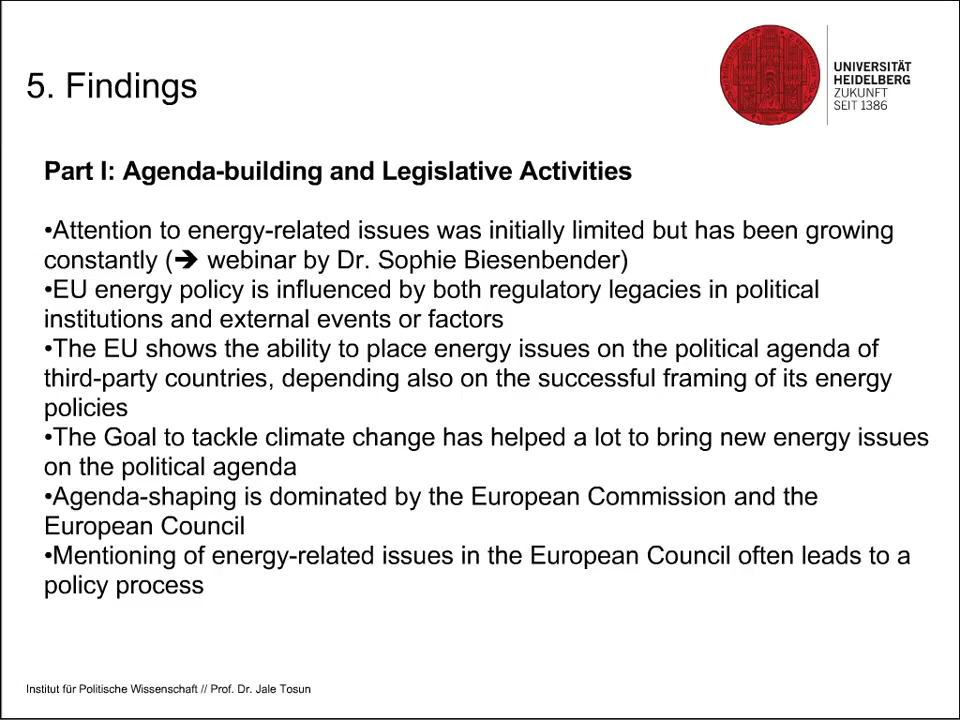 5. Findings
UNIVERSITÄT
HEIDELBERG
ZUKUNFT
SEIT 1386
Part I: Agenda-building and Legislative Activities
•Attention to energy-related issues was initially limited but has been growing
constantly (➔ webinar by Dr. Sophie Biesenbender)
•EU energy policy is influenced by both regulatory legacies in political
institutions and external events or factors
•The EU shows the ability to place energy issues on the political agenda of
third-party countries, depending also on the successful framing of its energy
policies
•The Goal to tackle climate change has helped a lot to bring new energy issues
on the political agenda
•Agenda-shaping is dominated by the European Commission and the
European Council
•Mentioning of energy-related issues in the European Council often leads to a
policy process
Institut für Politische Wissenschaft // Prof. Dr. Jale Tosun